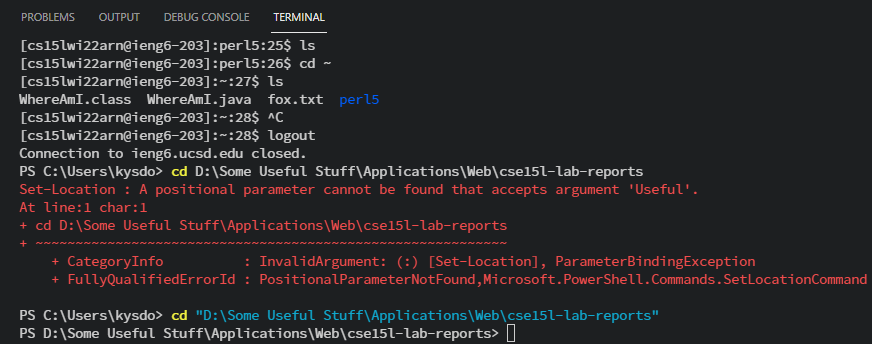 PROBLEMS OUTPUT DEBUG CONSOLE TERMINAL
[cs15lwi22arn@ieng6-203]:perl5:25$ ls
[cs15lwi22arn@ieng6-203]:perl5:26$ cd ~
[cs15lwi22arn@ieng6-203]:~:27$ ls
WhereAmI.class  WhereAmI.java  fox.txt  perl5
[cs15lwi22arn@ieng6-203]:~:28$ ^C
[cs15lwi22arn@ieng6-203]:~:28$ logout
Connection to ieng6.ucsd.edu closed.
PS C:\Users\kysdo> cd D:\Some Useful Stuff\Applications\Web\cse15l-lab-reports
Set-Location : A positional parameter cannot be found that accepts argument 'Useful'.
At line:1 char:1
+ cd D:\Some Useful Stuff\Applications\Web\cse15l-lab-reports
+ ~~~~~~~~~~~~~~~~~~~~~~~~~~~~~~~~~~~~~~~~~~~~~~~~~~~~~~~~~~~
    + CategoryInfo          : InvalidArgument: (:) [Set-Location], ParameterBindingException
    + FullyQualifiedErrorId : PositionalParameterNotFound,Microsoft.PowerShell.Commands.SetLocationCommand
PS C:\Users\kysdo> cd "D:\Some Useful Stuff\Applications\Web\cse15l-lab-reports"
PS D:\Some Useful Stuff\Applications\Web\cse15l-lab-reports>